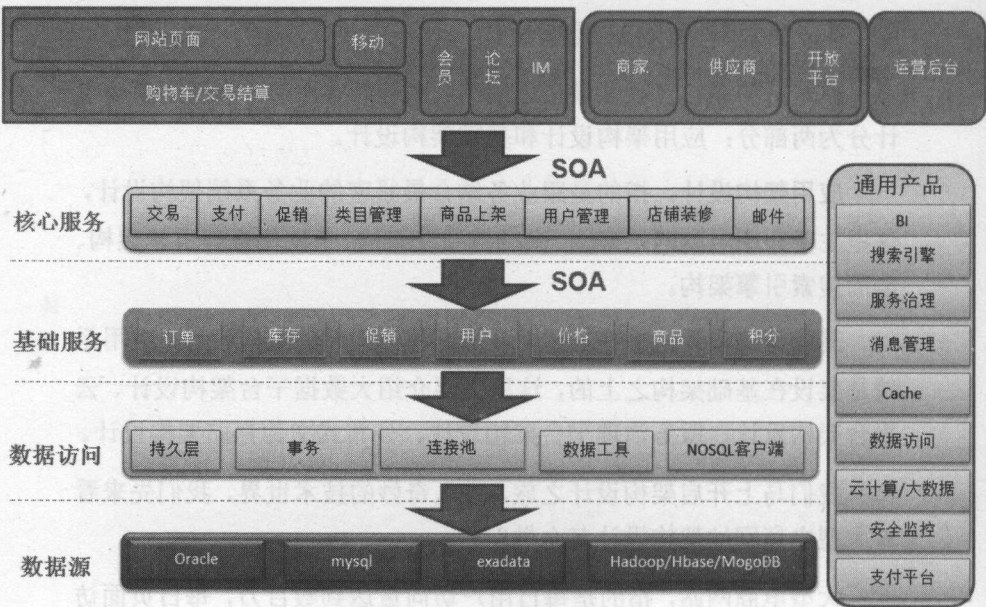 网站页面
移动
会员
论坛
IM
商家
供应商
开放平台
运营后台
购物车/交易结算
SOA
核心服务
交易
支付
促销
类目管理
商品上架
用户管理
店铺装修
邮件
SOA
基础服务
订单
库存
促销
用户
价格
商品
积分
数据访问
持久层
事务
连接池
数据工具
NOSQL客户端
数据源
Oracle
mysql
exadata
Hadoop/Hbase/MogoDB
通用产品
BI
搜索引擎
服务治理
消息管理
Cache
数据访问
云计算/大数据
安全监控
支付平台